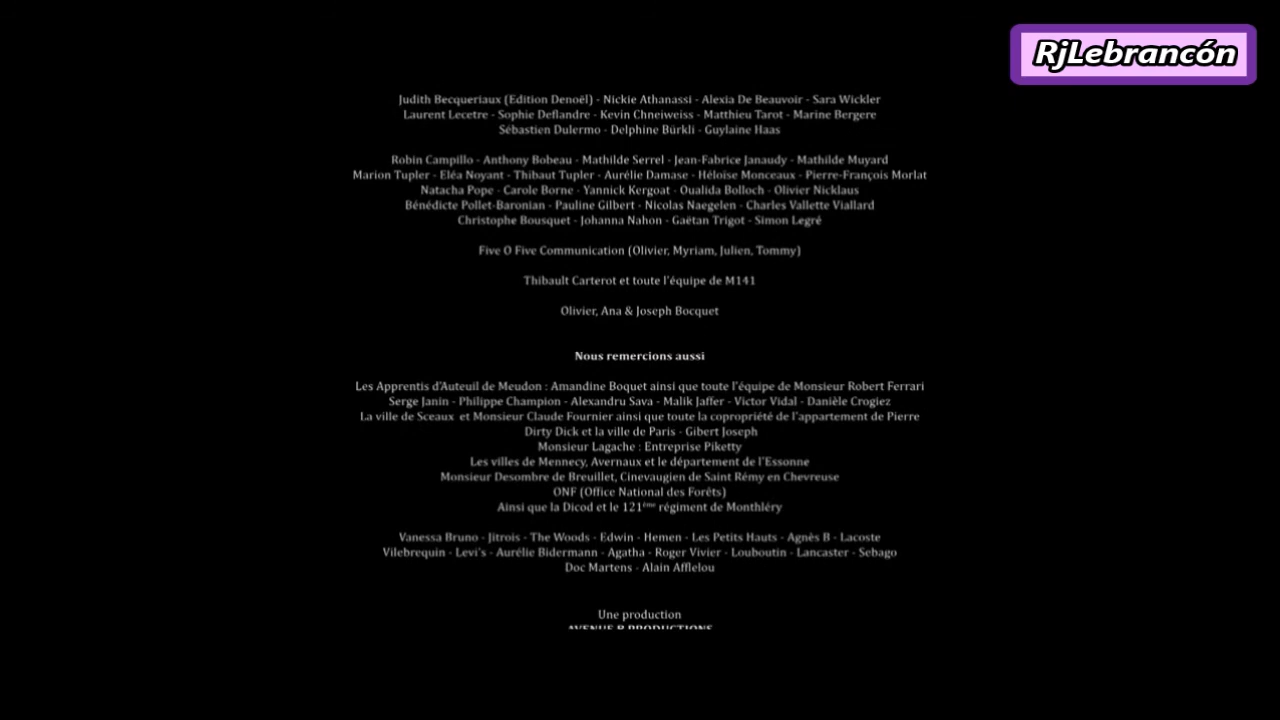 RjLebrancón
Judith Becqueriaux (Edition Denoël) - Nickie Athanassi - Alexia De Beauvoir - Sara Wickler
Laurent Lecetre - Sophie Deflandre - Kevin Chneiweiss - Matthieu Tarot - Marine Bergere
Sébastien Dulermo - Delphine Bürkli - Guylaine Haas
Robin Campillo - Anthony Bobeau - Mathilde Serrel - Jean-Fabrice Janaudy - Mathilde Muyard
Marion Tupler - Eléa Noyant - Thibaut Tupler - Aurélie Damase - Héloïse Monceaux - Pierre-François Morlat
Natacha Pope - Carole Borne - Yannick Kergoat - Oualida Bolloch - Olivier Nicklaus
Bénédicte Pollet-Baronian - Pauline Gilbert - Nicolas Naegelen - Charles Vallette Viallard
Christophe Bousquet - Johanna Nahon - Gaëtan Trigot - Simon Legré
Five O Five Communication (Olivier, Myriam, Julien, Tommy)
Thibault Carterot et toute l'équipe de M141
Olivier, Ana & Joseph Bocquet
Nous remercions aussi
Les Apprentis d'Auteuil de Meudon : Amandine Boquet ainsi que toute l'équipe de Monsieur Robert Ferrari
Serge Janin - Philippe Champion - Alexandru Sava - Malik Jaffer - Victor Vidal - Danièle Crogiez
La ville de Sceaux et Monsieur Claude Fournier ainsi que toute la copropriété de l'appartement de Pierre
Dirty Dick et la ville de Paris - Gibert Joseph
Monsieur Lagache : Entreprise Piketty
Les villes de Mennecy, Avernaux et le département de l'Essonne
Monsieur Desombre de Breuillet, Cinevaugien de Saint Rémy en Chevreuse
ONF (Office National des Forêts)
Ainsi que la Dicod et le 121ème régiment de Monthléry
Vanessa Bruno - Jitrois - The Woods - Edwin - Hemen - Les Petits Hauts - Agnès B - Lacoste
Vilebrequin - Levi's - Aurélie Bidermann - Agatha - Roger Vivier - Louboutin - Lancaster - Sebago
Doc Martens - Alain Afflelou
Une production
AVENUE B PRODUCTIONS